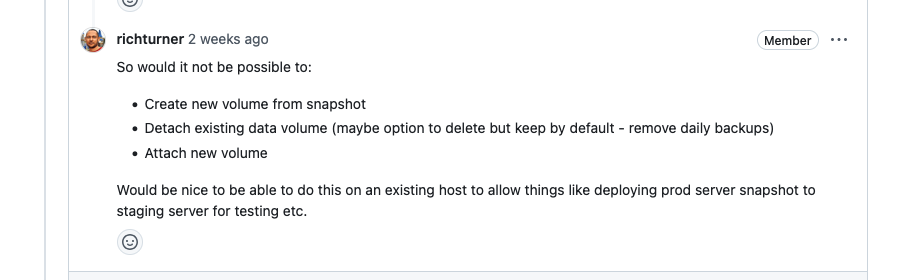 richturner 2 weeks ago
Member
So would it not be possible to:
• Create new volume from snapshot
• Detach existing data volume (maybe option to delete but keep by default - remove daily backups)
• Attach new volume
Would be nice to be able to do this on an existing host to allow things like deploying prod server snapshot to
staging server for testing etc.